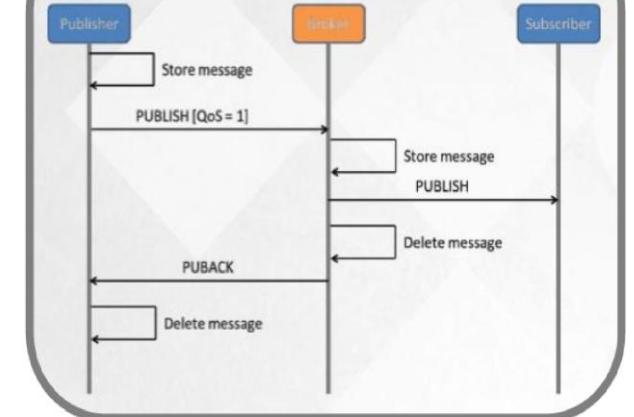 Publisher
Broker
Subscriber
Store message
PUBLISH [QoS = 1]
Store message
PUBLISH
Delete message
PUBACK
Delete message